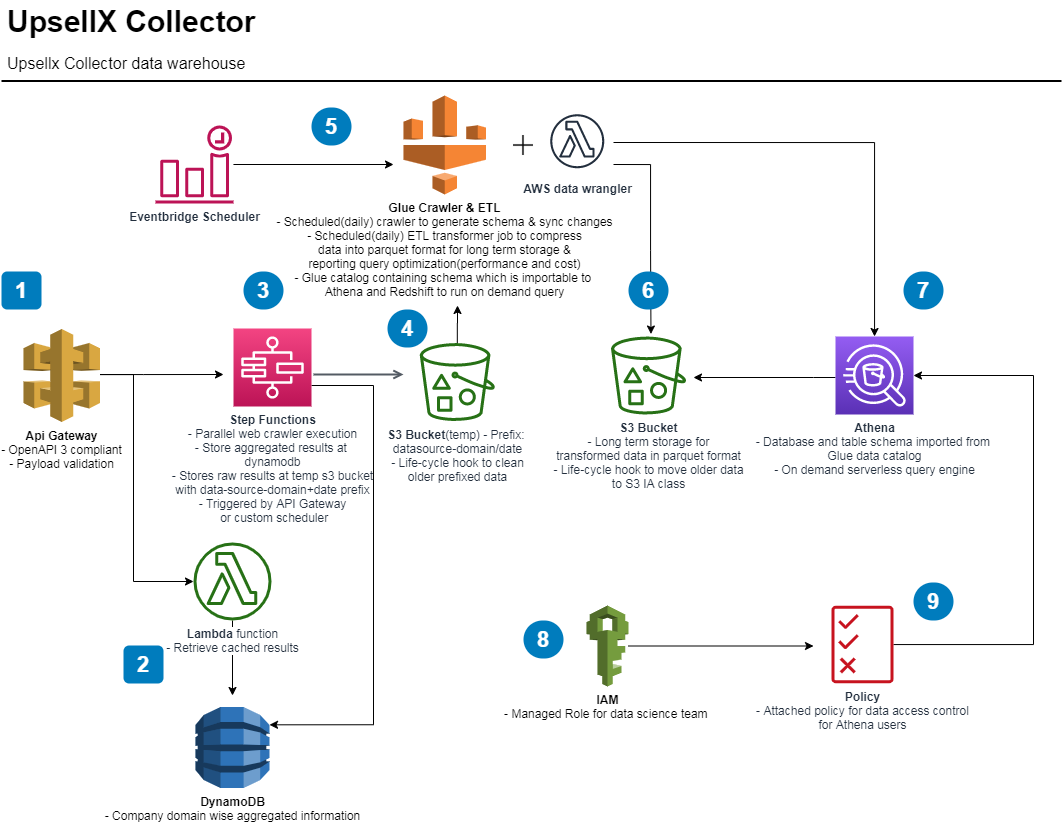 UpsellX Collector
Upsellx Collector data warehouse
5
Eventbridge Scheduler
AWS data wrangler
Glue Crawler & ETL
- Scheduled(daily) crawler to generate schema & sync changes
- Scheduled(daily) ETL transformer job to compress
data into parquet format for long term storage &
reporting query optimization(performance and cost)
- Glue catalog containing schema which is importable to
Athena and Redshift to run on demand query
1
3
4
6
7
Api Gateway
- OpenAPI 3 compliant
- Payload validation
Step Functions
- Parallel web crawler execution
- Store aggregated results at
dynamodb
- Stores raw results at temp s3 bucket
with data-source-domain+date prefix
- Triggered by API Gateway
or custom scheduler
S3 Bucket(temp) - Prefix:
datasource-domain/date
- Life-cycle hook to clean
older prefixed data
S3 Bucket
- Long term storage for
transformed data in parquet format
- Life-cycle hook to move older data
to S3 IA class
Athena
- Database and table schema imported from
Glue data catalog
- On demand serverless query engine
Lambda function
- Retrieve cached results
2
DynamoDB
- Company domain wise aggregated information
8
IAM
- Managed Role for data science team
9
Policy
- Attached policy for data access control
for Athena users